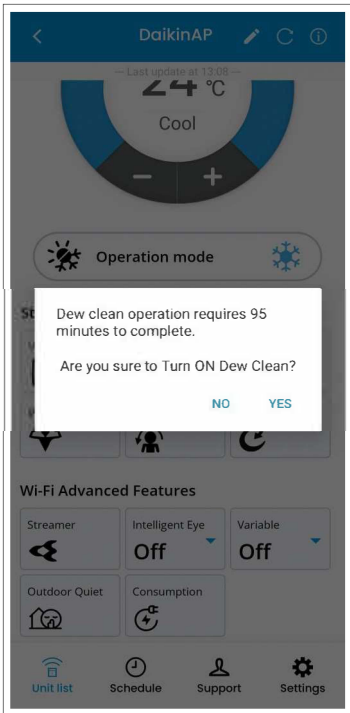 DaikinAP
— Last update at 13:08 —
24 °C
Cool
Operation mode
St
Dew clean operation requires 95
minutes to complete.
Are you sure to Turn ON Dew Clean?
NO YES
Wi-Fi Advanced Features
Streamer Intelligent Eye Variable
Off Off
Outdoor Quiet Consumption
Unit list Schedule Support Settings